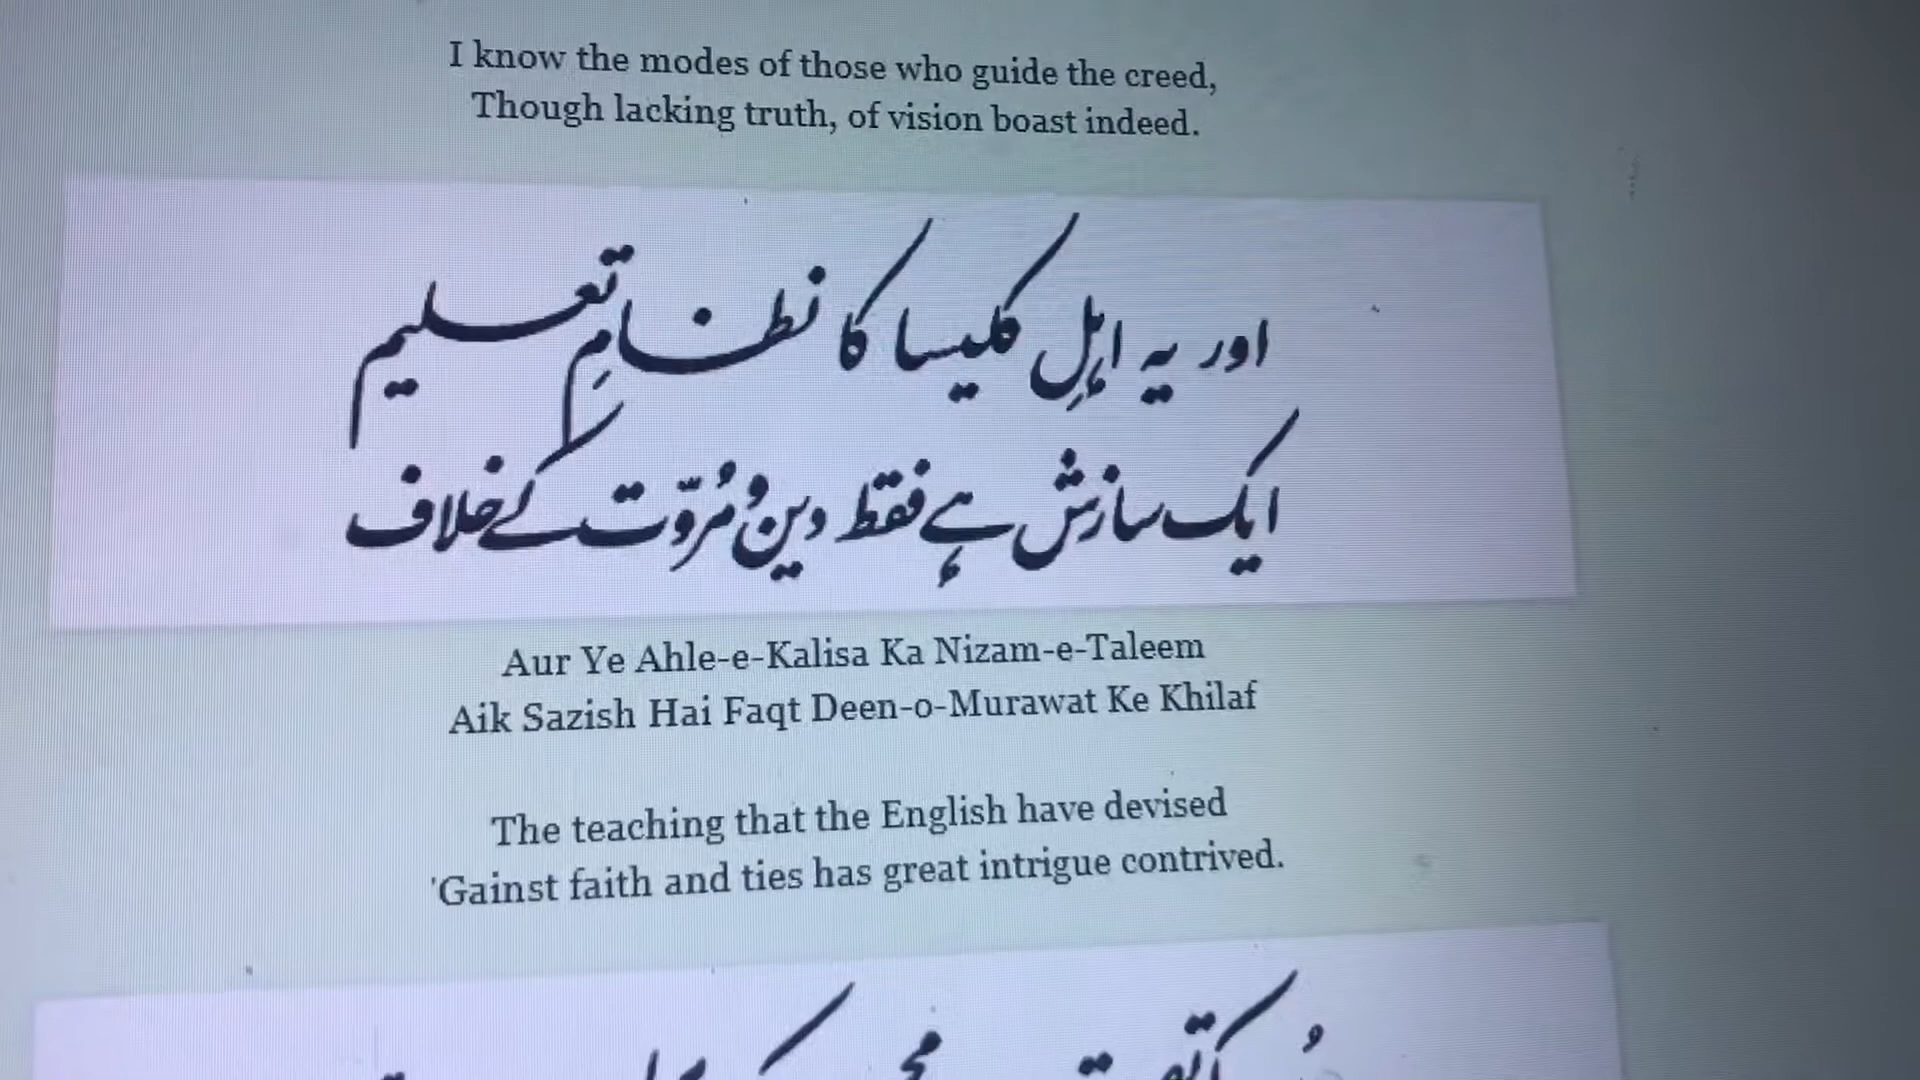 I know the modes of those who guide the creed,
Though lacking truth, of vision boast indeed.
اور یہ اہلِ کلیسا کا نظامِ تعلیم
ایک سازش ہے فقط دین و مُروّت کے خلاف
Aur Ye Ahle-e-Kalisa Ka Nizam-e-Taleem
Aik Sazish Hai Faqt Deen-o-Murawat Ke Khilaf
The teaching that the English have devised
'Gainst faith and ties has great intrigue contrived.